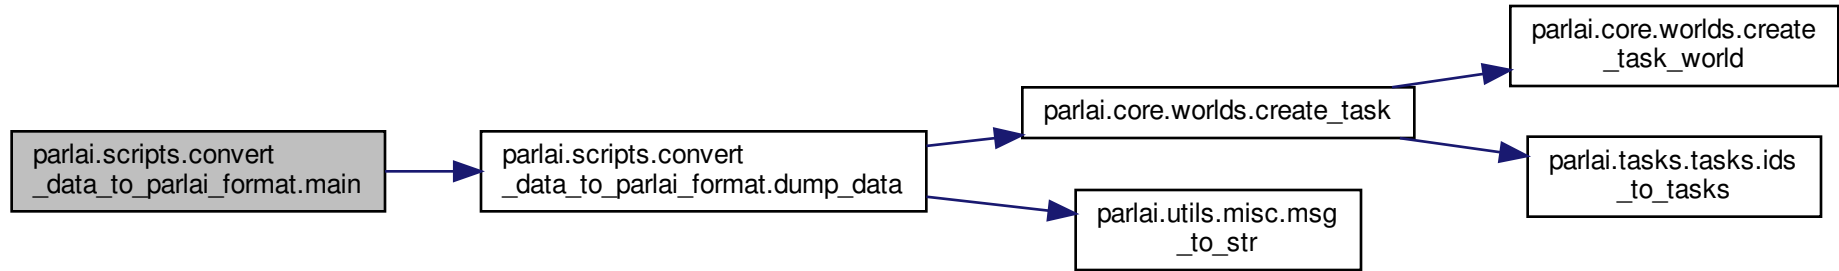 parlai.scripts.convert
_data_to_parlai_format.main
parlai.scripts.convert
_data_to_parlai_format.dump_data
parlai.core.worlds.create_task
parlai.core.worlds.create
_task_world
parlai.tasks.tasks.ids
_to_tasks
parlai.utils.misc.msg
_to_str